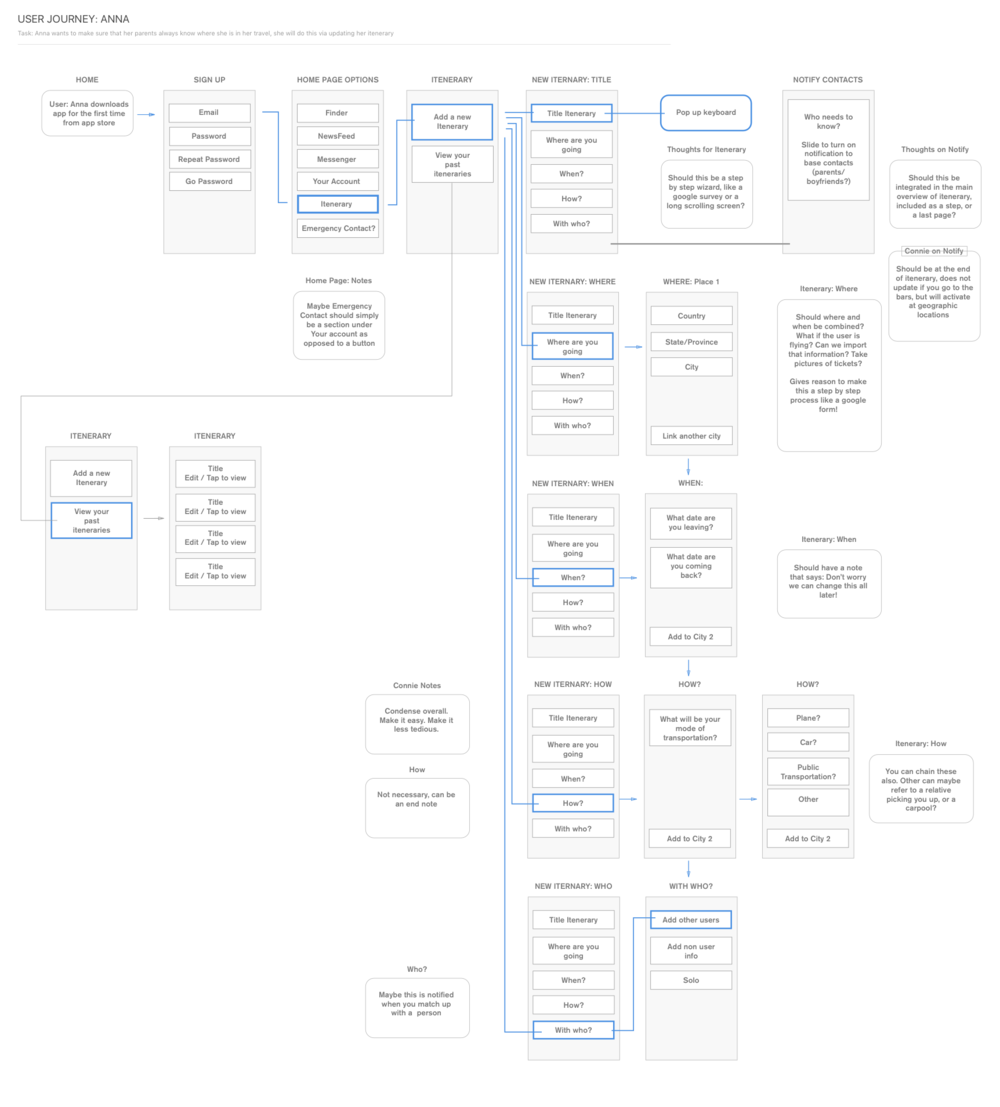 USER JOURNEY: ANNA
Task: Anna wants to make sure that her parents always know where she is in her travel, she will do this via updating her itenerary
HOME
User: Anna downloads
app for the first time
from app store
SIGN UP
Email
Password
Repeat Password
Go Password
HOME PAGE OPTIONS
Finder
NewsFeed
Messenger
Your Account
Itenerary
Emergency Contact?
Home Page: Notes
Maybe Emergency
Contact should simply
be a section under
Your account as
opposed to a button
ITENERARY
Add a new
Itenerary
View your
past
iteneraries
NEW ITERNARY: TITLE
Title Itenerary
Where are you
going
When?
How?
With who?
Pop up keyboard
Thoughts for Itenerary
Should this be a step
by step wizard, like a
google survey or a
long scrolling screen?
NOTIFY CONTACTS
Who needs to
know?
Slide to turn on
notification to
base contacts
(parents/
boyfriends?)
Thoughts on Notify
Should this be
integrated in the main
overview of itenerary,
included as a step, or
a last page?
Connie on Notify
Should be at the end
of itenerary, does not
update if you go to the
bars, but will activate
at geographic
locations
NEW ITERNARY: WHERE
Title Itenerary
Where are you
going
When?
How?
With who?
WHERE: Place 1
Country
State/Province
City
Link another city
Itenerary: Where
Should where and
when be combined?
What if the user is
flying? Can we import
that information? Take
pictures of tickets?
Gives reason to make
this a step by step
process like a google
form!
ITENERARY
Add a new
Itenerary
View your
past
iteneraries
ITENERARY
Title
Edit / Tap to view
Title
Edit / Tap to view
Title
Edit / Tap to view
Title
Edit / Tap to view
NEW ITERNARY: WHEN
Title Itenerary
Where are you
going
When?
How?
With who?
WHEN:
What date are
you leaving?
What date are
you coming
back?
Add to City 2
Itenerary: When
Should have a note
that says: Don't worry
we can change this all
later!
Connie Notes
Condense overall.
Make it easy. Make it
less tedious.
How
Not necessary, can be
an end note
NEW ITERNARY: HOW
Title Itenerary
Where are you
going
When?
How?
With who?
HOW?
What will be your
mode of
transportation?
Add to City 2
HOW?
Plane?
Car?
Public
Transportation?
Other
Add to City 2
Itenerary: How
You can chain these
also. Other can maybe
refer to a relative
picking you up, or a
carpool?
Who?
Maybe this is notified
when you match up
with a person
NEW ITERNARY: WHO
Title Itenerary
Where are you
going
When?
How?
With who?
WITH WHO?
Add other users
Add non user
info
Solo